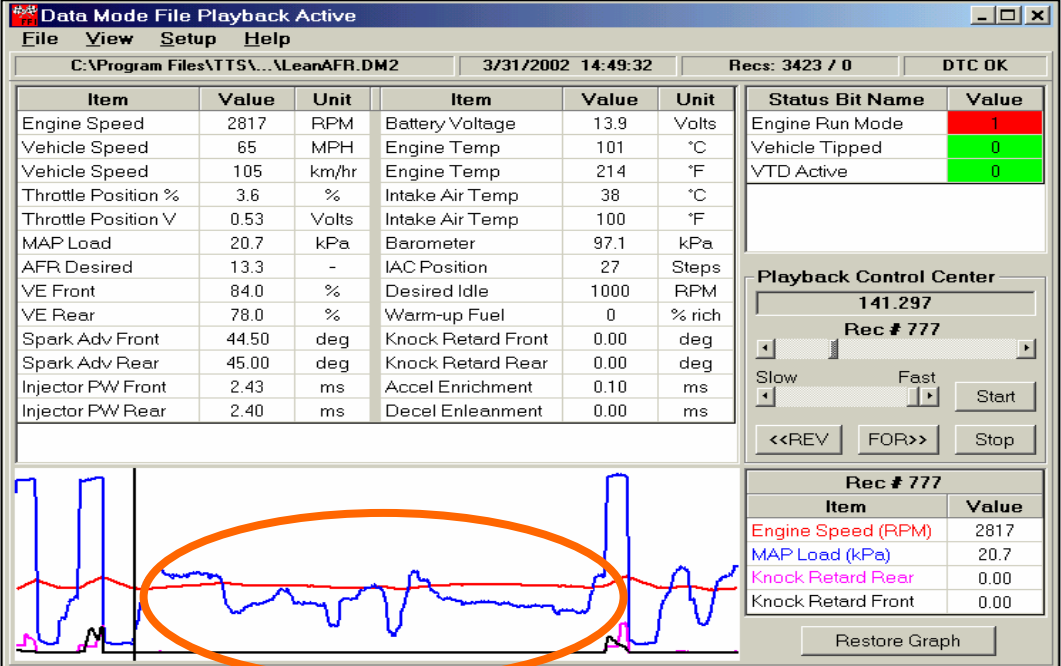 Data Mode File Playback Active
File View Setup Help
C:\Program Files\TTS\...\LeanAFR.DM2 3/31/2002 14:49:32 Recs: 3423 / 0 DTC OK
Item Value Unit Item Value Unit
Engine Speed 2817 RPM Battery Voltage 13.9 Volts
Vehicle Speed 65 MPH Engine Temp 101 °C
Vehicle Speed 105 km/hr Engine Temp 214 °F
Throttle Position % 3.6 % Intake Air Temp 38 °C
Throttle Position V 0.53 Volts Intake Air Temp 100 °F
MAP Load 20.7 kPa Barometer 97.1 kPa
AFR Desired 13.3 - IAC Position 27 Steps
VE Front 84.0 % Desired Idle 1000 RPM
VE Rear 78.0 % Warm-up Fuel 0 % rich
Spark Adv Front 44.50 deg Knock Retard Front 0.00 deg
Spark Adv Rear 45.00 deg Knock Retard Rear 0.00 deg
Injector PW Front 2.43 ms Accel Enrichment 0.10 ms
Injector PW Rear 2.40 ms Decel Enleanment 0.00 ms
Status Bit Name Value
Engine Run Mode 1
Vehicle Tipped 0
VTD Active 0
Playback Control Center
141.297
Rec # 777
Slow Fast
Start
<<REV FOR>> Stop
Rec # 777
Item Value
Engine Speed (RPM) 2817
MAP Load (kPa) 20.7
Knock Retard Rear 0.00
Knock Retard Front 0.00
Restore Graph